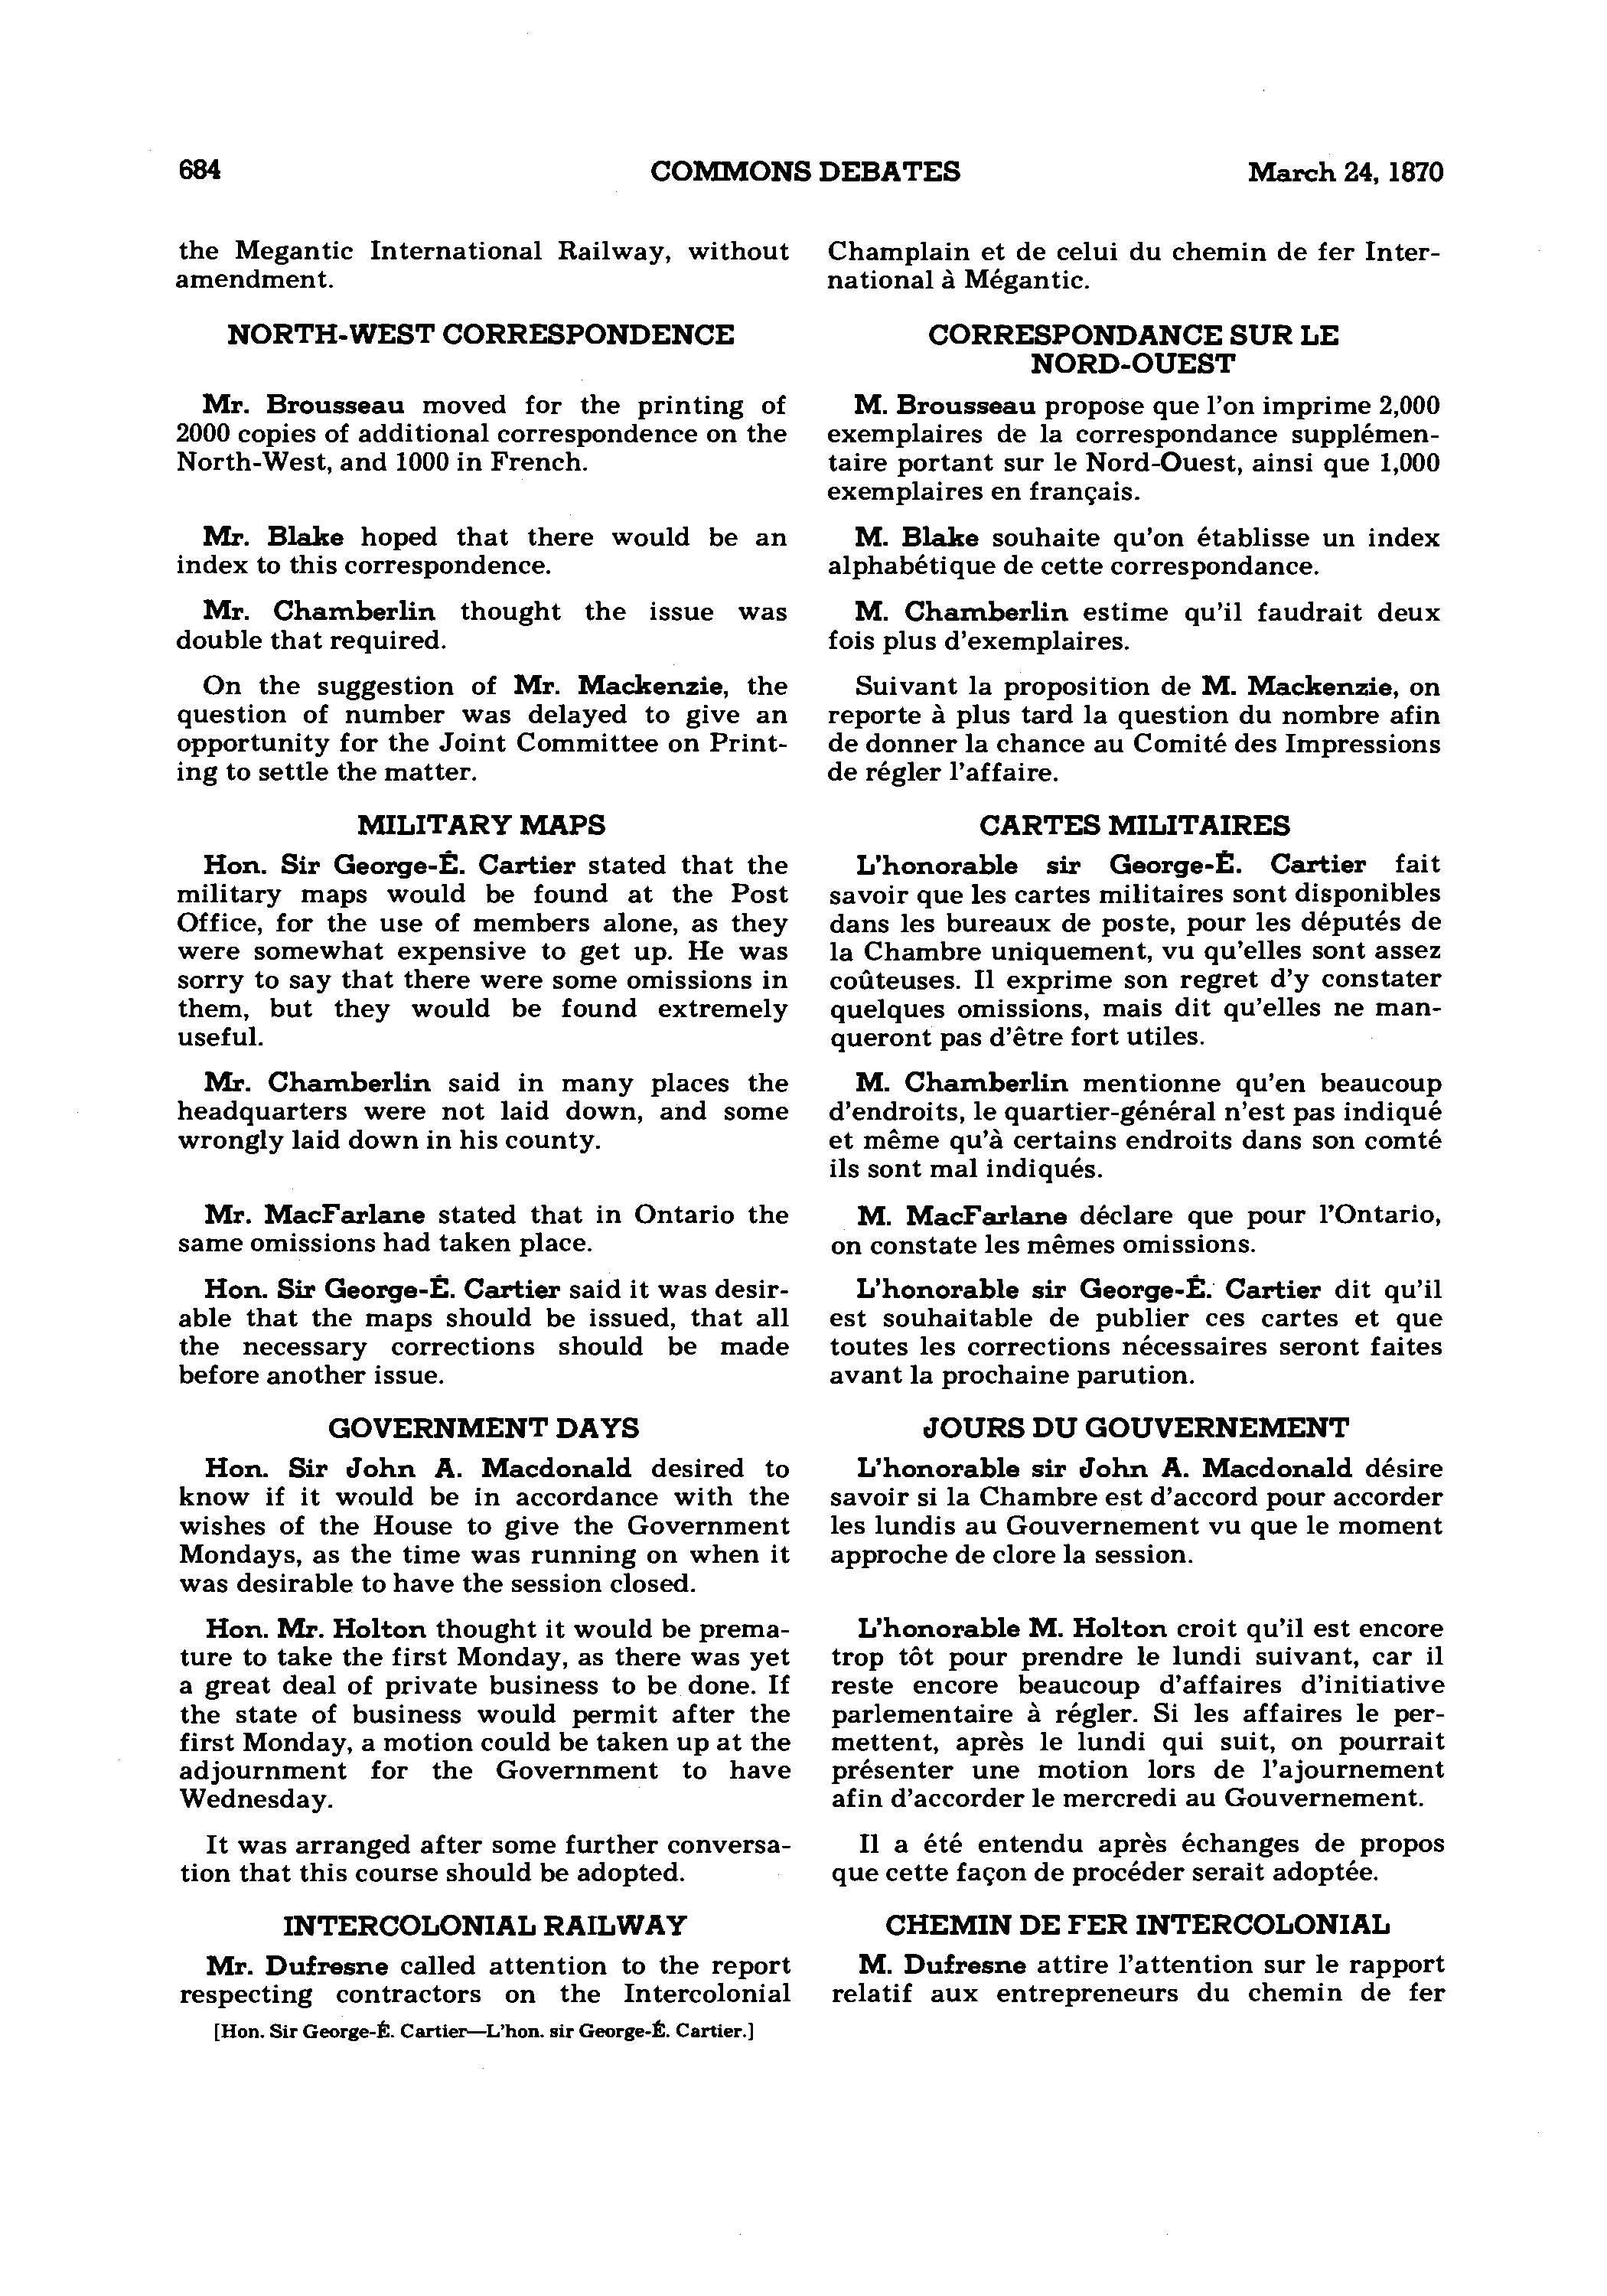 684 COMMONS DEBATES March 24, 1870
the Megantic International Railway, without
amendment.
NORTH-WEST CORRESPONDENCE
Mr. Brousseau moved for the printing of
2000 copies of additional correspondence on the
North-West, and 1000 in French.
Mr. Blake hoped that there would be an
index to this correspondence.
Mr. Chamberlin thought the issue was
double that required.
On the suggestion of Mr. Mackenzie, the
question of number was delayed to give an
opportunity for the Joint Committee on Print-
ing to settle the matter.
MILITARY MAPS
Hon. Sir George-É. Cartier stated that the
military maps would be found at the Post
Office, for the use of members alone, as they
were somewhat expensive to get up. He was
sorry to say that there were some omissions in
them, but they would be found extremely
useful.
Mr. Chamberlin said in many places the
headquarters were not laid down, and some
wrongly laid down in his county.
Mr. MacFarlane stated that in Ontario the
same omissions had taken place.
Hon. Sir George-É. Cartier said it was desir-
able that the maps should be issued, that all
the necessary corrections should be made
before another issue.
GOVERNMENT DAYS
Hon. Sir John A. Macdonald desired to
know if it would be in accordance with the
wishes of the House to give the Government
Mondays, as the time was running on when it
was desirable to have the session closed.
Hon. Mr. Holton thought it would be prema-
ture to take the first Monday, as there was yet
a great deal of private business to be done. If
the state of business would permit after the
first Monday, a motion could be taken up at the
adjournment for the Government to have
Wednesday.
It was arranged after some further conversa-
tion that this course should be adopted.
INTERCOLONIAL RAILWAY
Mr. Dufresne called attention to the report
respecting contractors on the Intercolonial
Champlain et de celui du chemin de fer Inter-
national à Mégantic.
CORRESPONDANCE SUR LE
NORD-OUEST
M. Brousseau propose que l'on imprime 2,000
exemplaires de la correspondance supplémen-
taire portant sur le Nord-Ouest, ainsi que 1,000
exemplaires en français.
M. Blake souhaite qu'on établisse un index
alphabétique de cette correspondance.
M. Chamberlin estime qu'il faudrait deux
fois plus d'exemplaires.
Suivant la proposition de M. Mackenzie, on
reporte à plus tard la question du nombre afin
de donner la chance au Comité des Impressions
de régler l'affaire.
CARTES MILITAIRES
L'honorable sir George-É. Cartier fait
savoir que les cartes militaires sont disponibles
dans les bureaux de poste, pour les députés de
la Chambre uniquement, vu qu'elles sont assez
coûteuses. Il exprime son regret d'y constater
quelques omissions, mais dit qu'elles ne man-
queront pas d'être fort utiles.
M. Chamberlin mentionne qu'en beaucoup
d'endroits, le quartier-général n'est pas indiqué
et même qu'à certains endroits dans son comté
ils sont mal indiqués.
M. MacFarlane déclare que pour l'Ontario,
on constate les mêmes omissions.
L'honorable sir George-É. Cartier dit qu'il
est souhaitable de publier ces cartes et que
toutes les corrections nécessaires seront faites
avant la prochaine parution.
JOURS DU GOUVERNEMENT
L'honorable sir John A. Macdonald désire
savoir si la Chambre est d'accord pour accorder
les lundis au Gouvernement vu que le moment
approche de clore la session.
L'honorable M. Holton croit qu'il est encore
trop tôt pour prendre le lundi suivant, car il
reste encore beaucoup d'affaires d'initiative
parlementaire à régler. Si les affaires le per-
mettent, après le lundi qui suit, on pourrait
présenter une motion lors de l'ajournement
afin d'accorder le mercredi au Gouvernement.
Il a été entendu après échanges de propos
que cette façon de procéder serait adoptée.
CHEMIN DE FER INTERCOLONIAL
M. Dufresne attire l'attention sur le rapport
relatif aux entrepreneurs du chemin de fer
[Hon. Sir George-É. Cartier—L'hon. sir George-É. Cartier.]